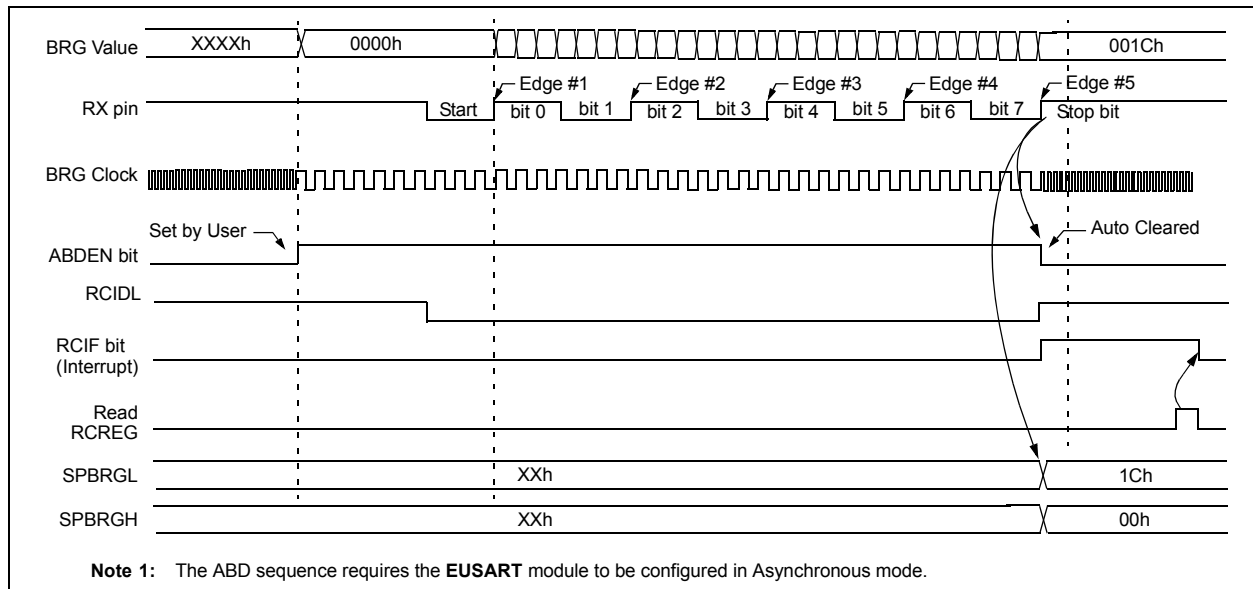 BRG Value XXXXh 0000h 001Ch
Edge #1 Edge #2 Edge #3 Edge #4 Edge #5
RX pin Start bit 0 bit 1 bit 2 bit 3 bit 4 bit 5 bit 6 bit 7 Stop bit
BRG Clock
Set by User Auto Cleared
ABDEN bit
RCIDL
RCIF bit
(Interrupt)
Read
RCREG
SPBRGL XXh 1Ch
SPBRGH XXh 00h
Note 1: The ABD sequence requires the EUSART module to be configured in Asynchronous mode.